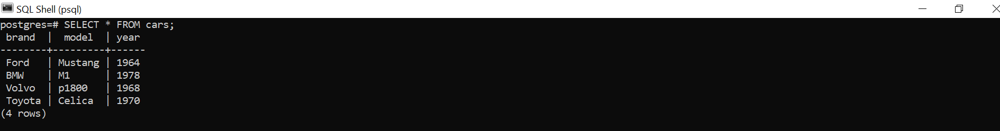 SQL Shell (psql)
postgres=# SELECT * FROM cars;
 brand  |  model  | year
--------+---------+------
 Ford   | Mustang | 1964
 BMW    | M1      | 1978
 Volvo  | p1800   | 1968
 Toyota | Celica  | 1970
(4 rows)